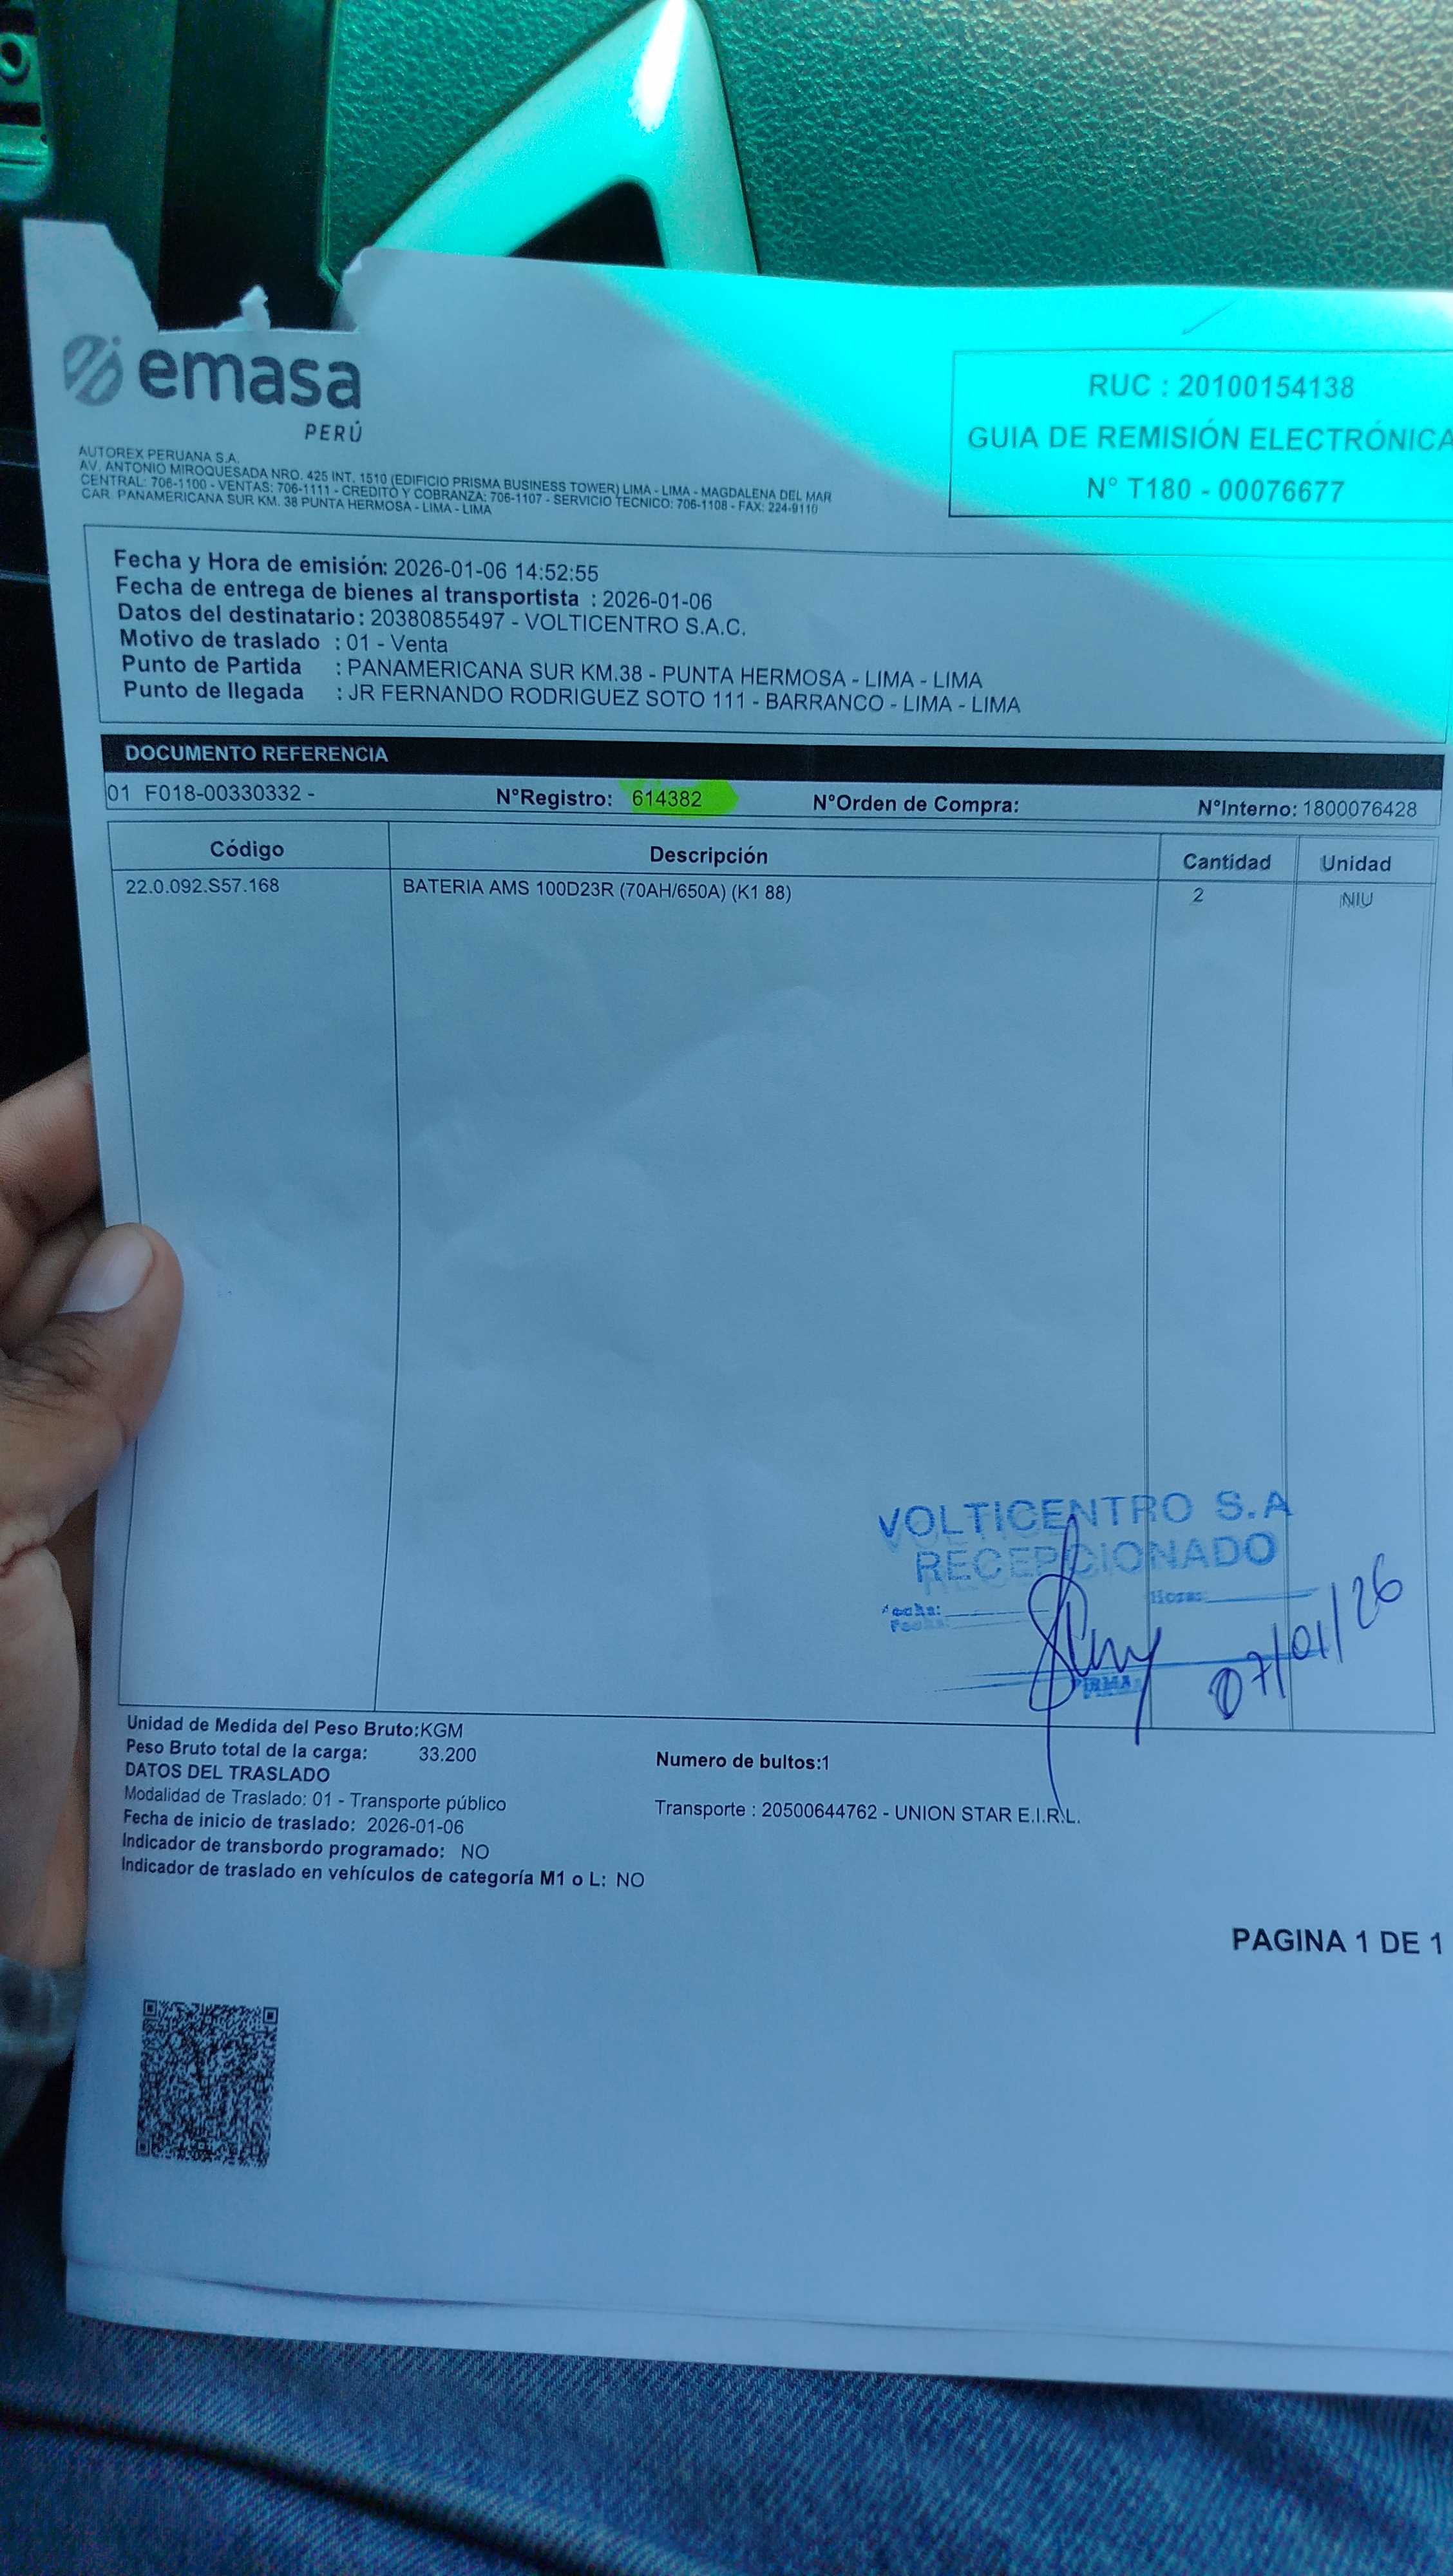 emasa
PERÚ
RUC : 20100154138
GUIA DE REMISIÓN ELECTRÓNICA
N° T180 - 00076677
AUTOREX PERUANA S.A.
AV. ANTONIO MIROQUESADA NRO. 425 INT. 1510 (EDIFICIO PRISMA BUSINESS TOWER) LIMA - LIMA - MAGDALENA DEL MAR
CENTRAL: 706-1100 - VENTAS: 706-1111 - CREDITO Y COBRANZA: 706-1107 - SERVICIO TECNICO: 706-1108 - FAX: 224-9110
CAR. PANAMERICANA SUR KM. 38 PUNTA HERMOSA - LIMA - LIMA
Fecha y Hora de emisión: 2026-01-06 14:52:55
Fecha de entrega de bienes al transportista : 2026-01-06
Datos del destinatario: 20380855497 - VOLTICENTRO S.A.C.
Motivo de traslado : 01 - Venta
Punto de Partida : PANAMERICANA SUR KM.38 - PUNTA HERMOSA - LIMA - LIMA
Punto de llegada : JR FERNANDO RODRIGUEZ SOTO 111 - BARRANCO - LIMA - LIMA
DOCUMENTO REFERENCIA
01 F018-00330332 - N°Registro: 614382 N°Orden de Compra: N°Interno: 1800076428
Código Descripción Cantidad Unidad
22.0.092.S57.168 BATERIA AMS 100D23R (70AH/650A) (K1 88) 2 NIU
VOLTICENTRO S.A
RECEPCIONADO
Fecha: Horas:
07/01/26
FIRMA
Unidad de Medida del Peso Bruto:KGM
Peso Bruto total de la carga: 33.200 Numero de bultos:1
DATOS DEL TRASLADO
Modalidad de Traslado: 01 - Transporte público Transporte : 20500644762 - UNION STAR E.I.R.L.
Fecha de inicio de traslado: 2026-01-06
Indicador de transbordo programado: NO
Indicador de traslado en vehículos de categoría M1 o L: NO
PAGINA 1 DE 1